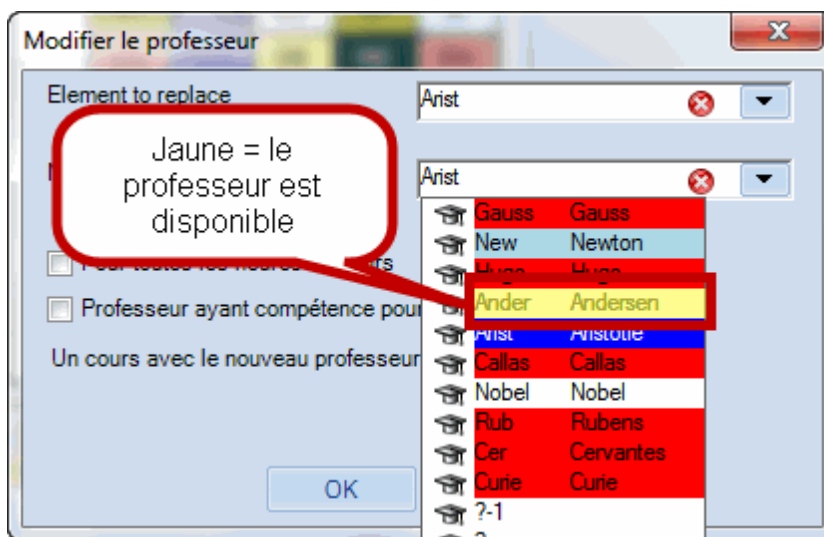 Modifier le professeur
Element to replace
Arist
Jaune = le
professeur est
disponible
Arist
Gauss Gauss
New Newton
Hugo Hugo
Professeur ayant compétence pour
Ander Andersen
Arist Aristotle
Un cours avec le nouveau professeur
Callas Callas
Nobel Nobel
Rub Rubens
Cer Cervantes
Curie Curie
OK
?-1